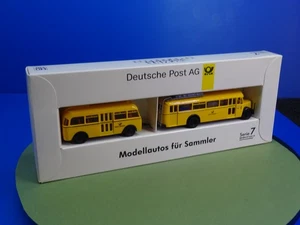 Deutsche Post AG
Modellautos für Sammler
Serie 7